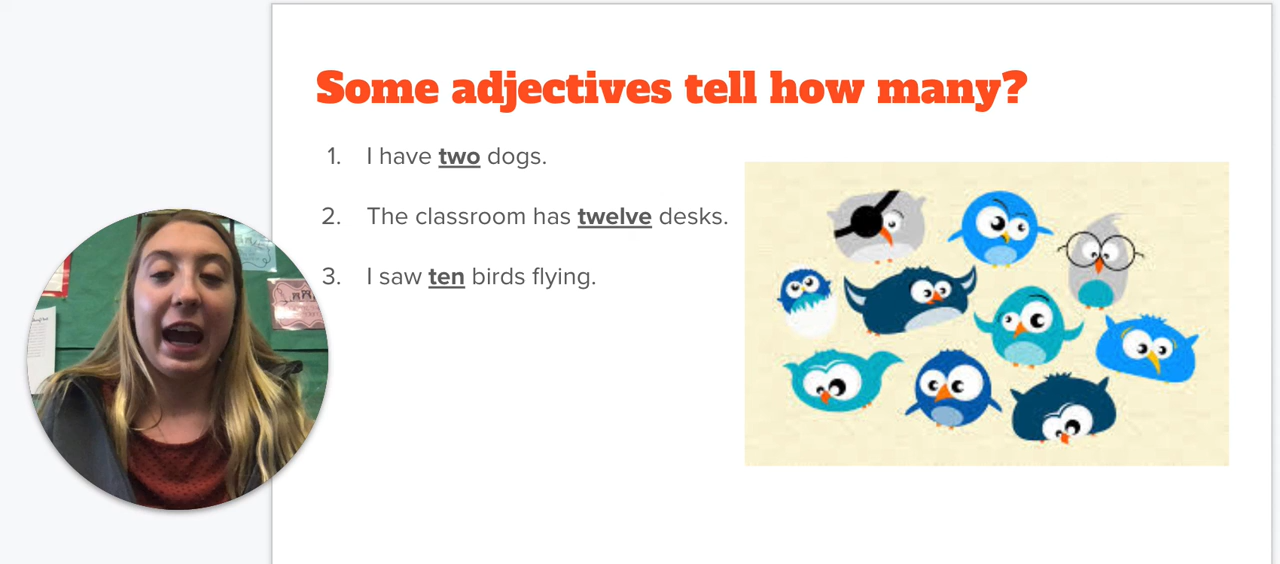 Some adjectives tell how many?
1. I have two dogs.
2. The classroom has twelve desks.
3. I saw ten birds flying.